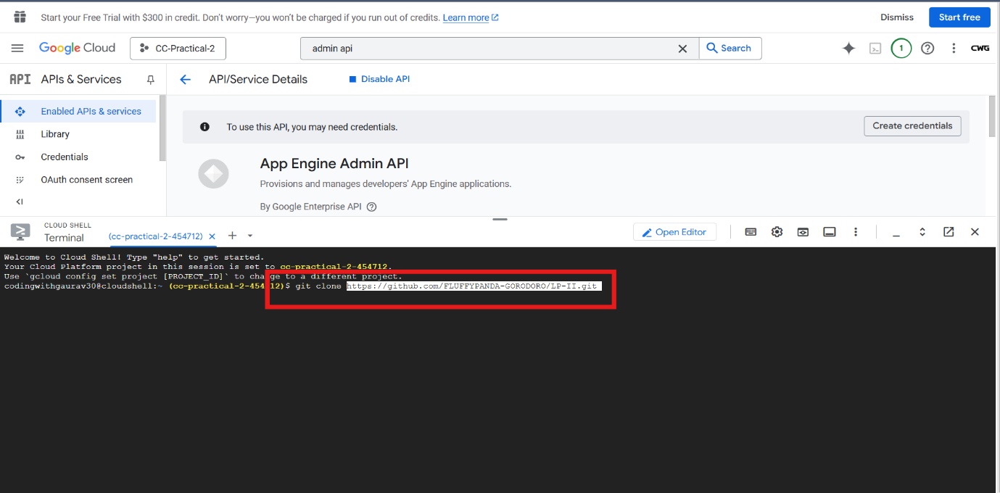 Start your Free Trial with $300 in credit. Don't worry—you won't be charged if you run out of credits. Learn more
Dismiss
Start free
Google Cloud
CC-Practical-2
admin api
Search
1
CWG
API APIs & Services
API/Service Details
Disable API
Enabled APIs & services
Library
Credentials
OAuth consent screen
To use this API, you may need credentials.
Create credentials
App Engine Admin API
Provisions and manages developers' App Engine applications.
By Google Enterprise API
CLOUD SHELL
Terminal
(cc-practical-2-454712)
Open Editor
Welcome to Cloud Shell! Type "help" to get started.
Your Cloud Platform project in this session is set to cc-practical-2-454712.
Use `gcloud config set project [PROJECT_ID]` to change to a different project.
codingwithgaurav30@cloudshell:~ (cc-practical-2-454712)$ git clone https://github.com/FLUFFYPANDA-GORODORO/LP-II.git